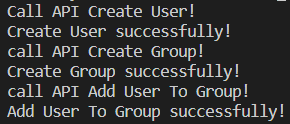 Call API Create User!
Create User successfully!
call API Create Group!
Create Group successfully!
call API Add User To Group!
Add User To Group successfully!